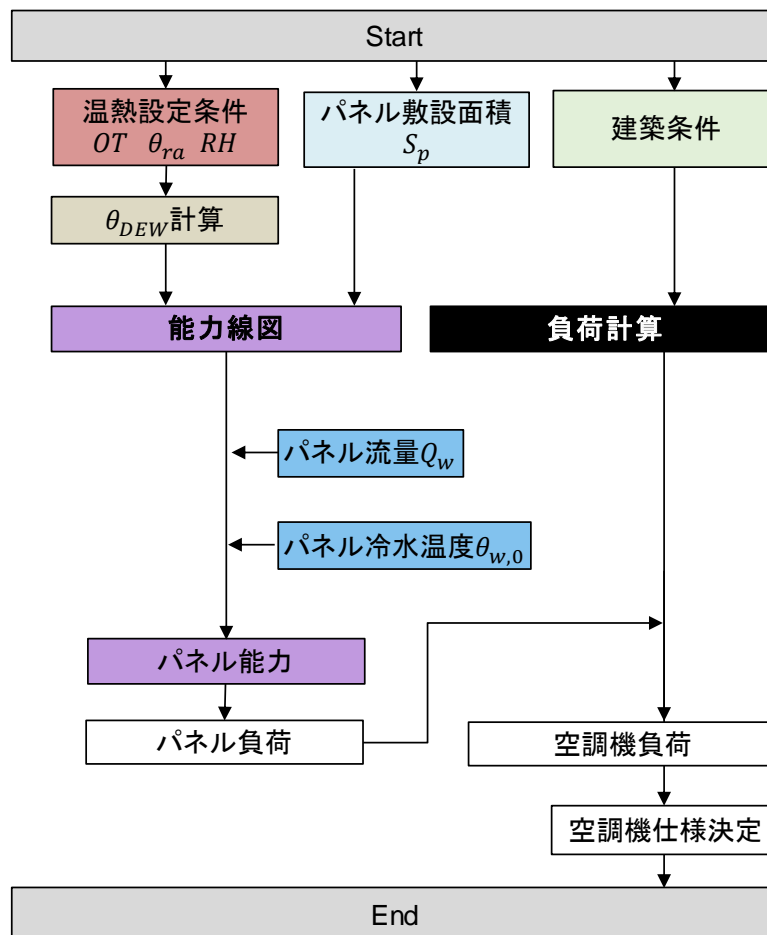 Start
温熱設定条件
OT θra RH
パネル敷設面積
Sp
建築条件
θDEW計算
能力線図
負荷計算
パネル流量Qw
パネル冷水温度θw,0
パネル能力
パネル負荷
空調機負荷
空調機仕様決定
End